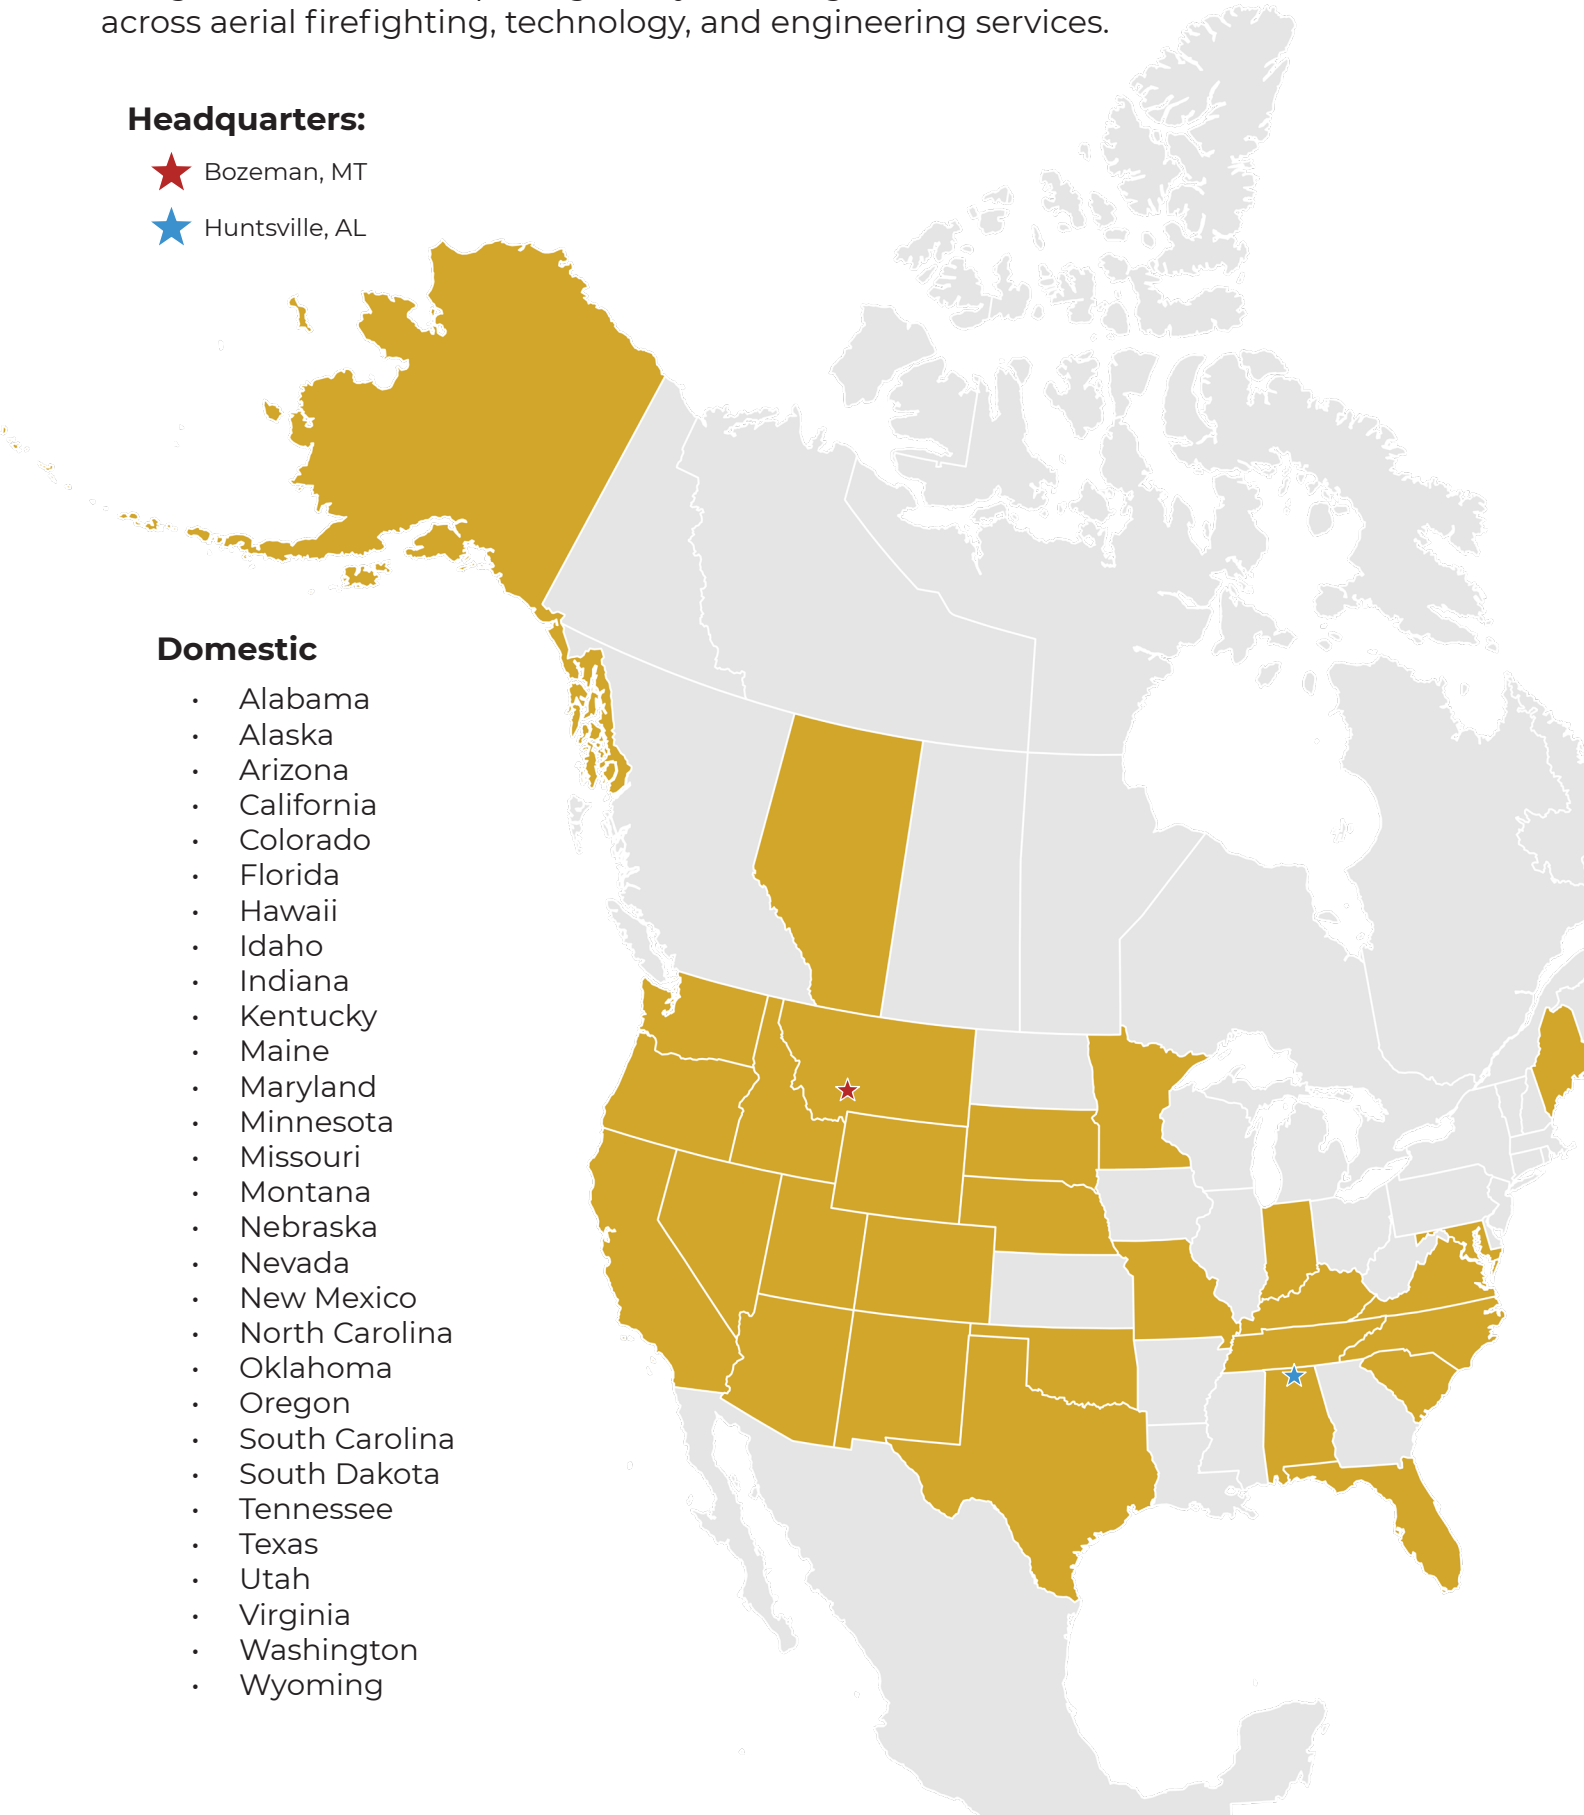 across aerial firefighting, technology, and engineering services.
Headquarters:
Bozeman, MT
Huntsville, AL
Domestic
• Alabama
• Alaska
• Arizona
• California
• Colorado
• Florida
• Hawaii
• Idaho
• Indiana
• Kentucky
• Maine
• Maryland
• Minnesota
• Missouri
• Montana
• Nebraska
• Nevada
• New Mexico
• North Carolina
• Oklahoma
• Oregon
• South Carolina
• South Dakota
• Tennessee
• Texas
• Utah
• Virginia
• Washington
• Wyoming